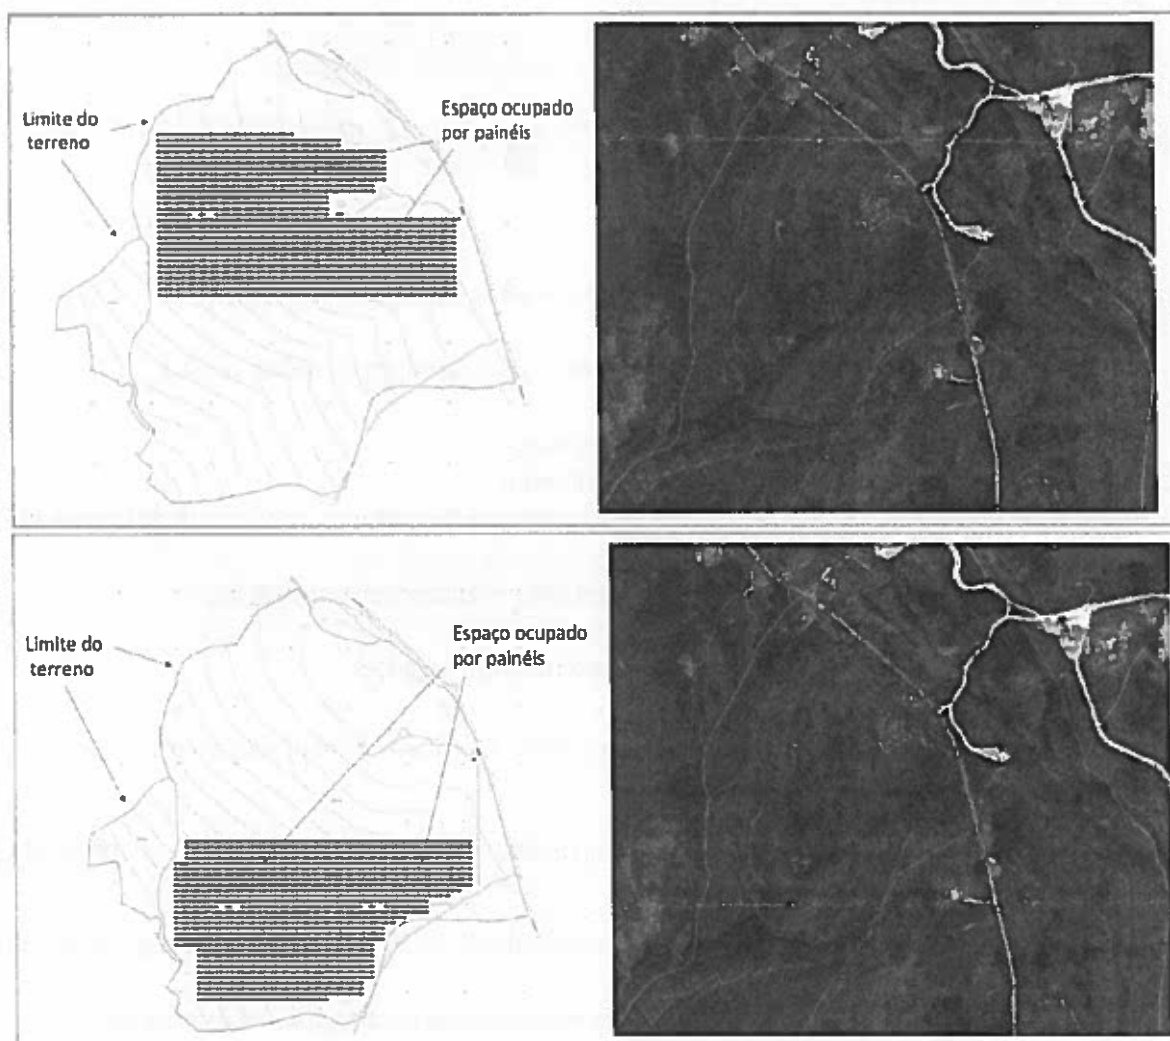 Limite do
terreno
Espaço ocupado
por painéis
Limite do
terreno
Espaço ocupado
por painéis